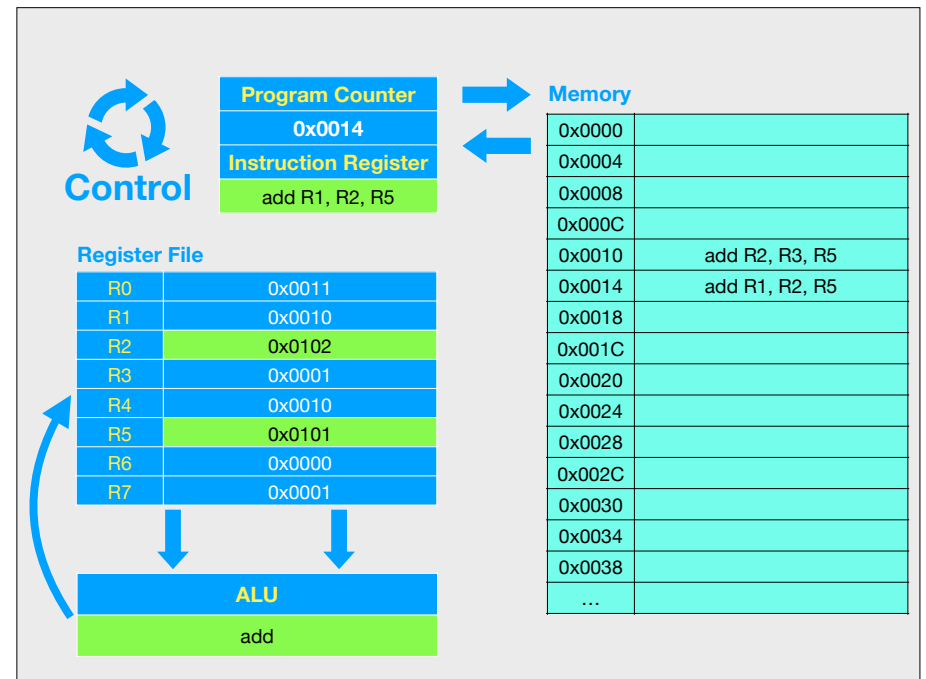 Control
Program Counter
0x0014
Instruction Register
add R1, R2, R5
Register File
R0 0x0011
R1 0x0010
R2 0x0102
R3 0x0001
R4 0x0010
R5 0x0101
R6 0x0000
R7 0x0001
ALU
add
Memory
0x0000
0x0004
0x0008
0x000C
0x0010 add R2, R3, R5
0x0014 add R1, R2, R5
0x0018
0x001C
0x0020
0x0024
0x0028
0x002C
0x0030
0x0034
0x0038
…